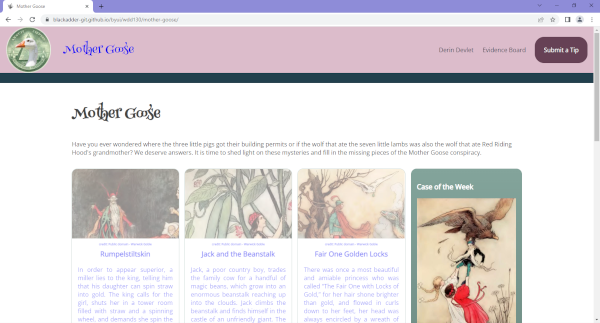 Mother Goose
blackadder-git.github.io/byui/wdd130/mother-goose/
Mother Goose
Derin Devlet
Evidence Board
Submit a Tip
Mother Goose
Have you ever wondered where the three little pigs got their building permits or if the wolf that ate the seven little lambs was also the wolf that ate Red Riding
Hood's grandmother? We deserve answers. It is time to shed light on these mysteries and fill in the missing pieces of the Mother Goose conspiracy.
Rumpelstiltskin
In order to appear superior, a
miller lies to the king, telling him
that his daughter can spin straw
into gold. The king calls for the
girl, shuts her in a tower room
filled with straw and a spinning
wheel, and demands she spin the
Jack and the Beanstalk
Jack, a poor country boy, trades
the family cow for a handful of
magic beans, which grow into an
enormous beanstalk reaching up
into the clouds. Jack climbs the
beanstalk and finds himself in the
castle of an unfriendly giant. The
Fair One Golden Locks
There was once a most beautiful
and amiable princess who was
called "The Fair One with Locks of
Gold," for her hair shone brighter
than gold, and flowed in curls
down to her feet, her head was
always encircled by a wreath of
Case of the Week